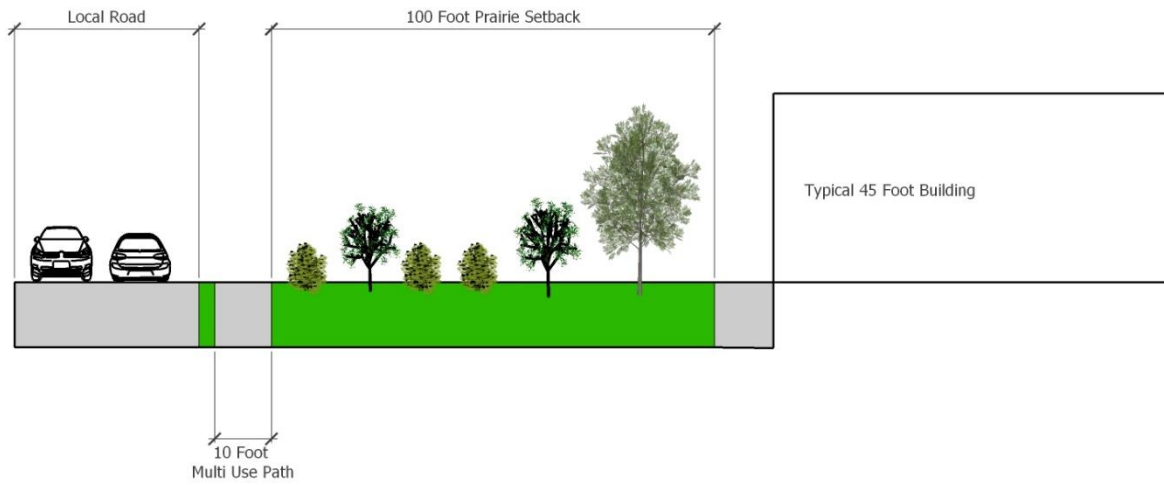 Local Road
100 Foot Prairie Setback
Typical 45 Foot Building
10 Foot
Multi Use Path